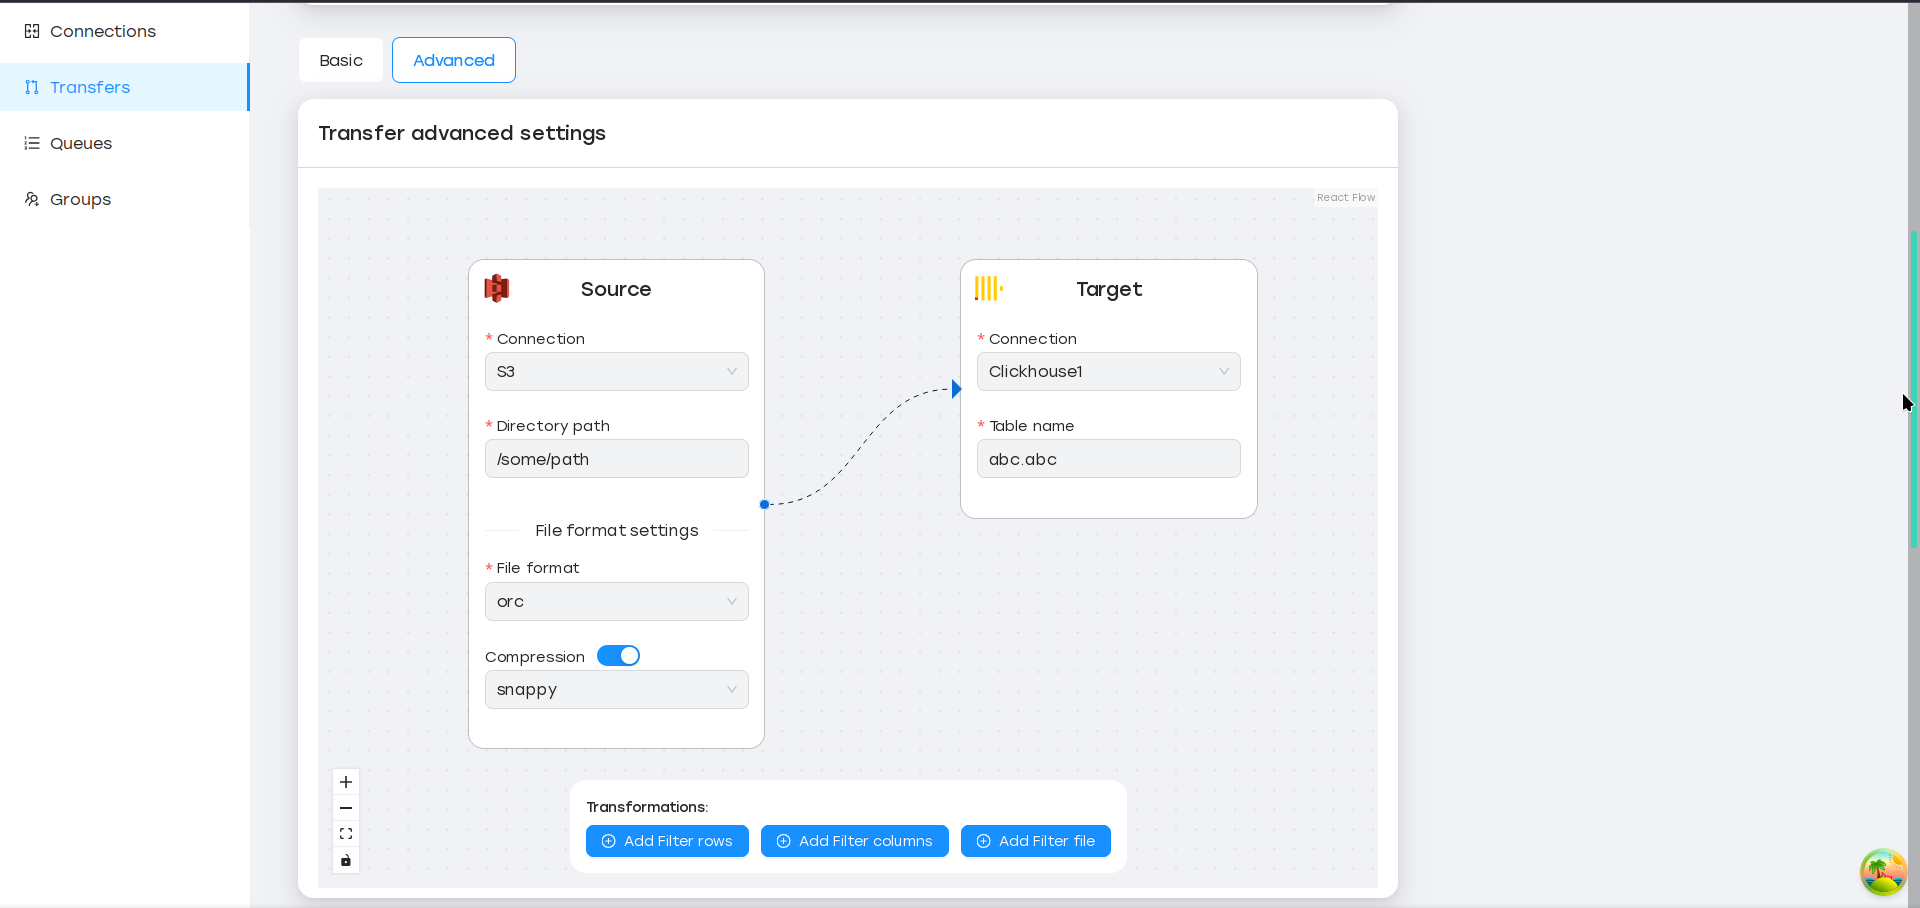 Connections
Transfers
Queues
Groups
Basic
Advanced
Transfer advanced settings
React Flow
Source
* Connection
S3
* Directory path
/some/path
File format settings
* File format
orc
Compression
snappy
Target
* Connection
Clickhouse1
* Table name
abc.abc
Transformations:
Add Filter rows
Add Filter columns
Add Filter file